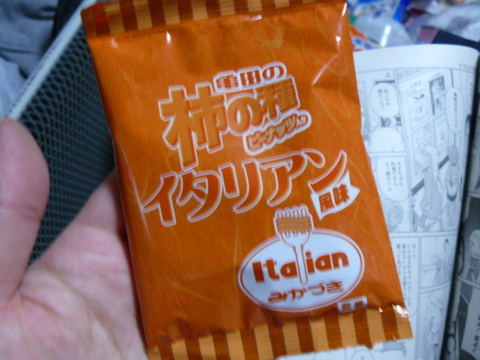 亀田の
柿の種
ピーナッツ入り
イタリアン
風味
Italian
みかづき